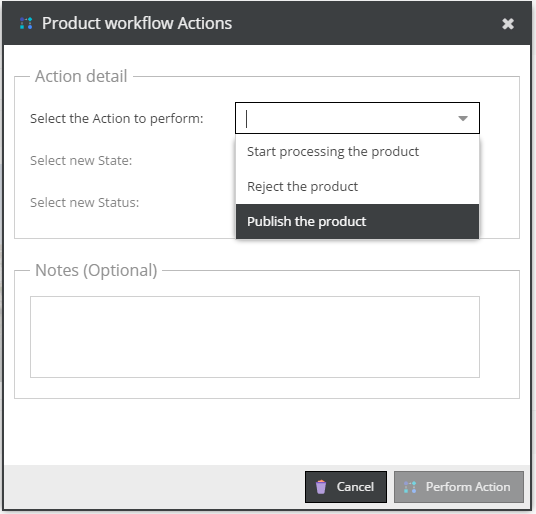 Product workflow Actions
Action detail
Select the Action to perform:
Start processing the product
Select new State:
Reject the product
Select new Status:
Publish the product
Notes (Optional)
Cancel
Perform Action